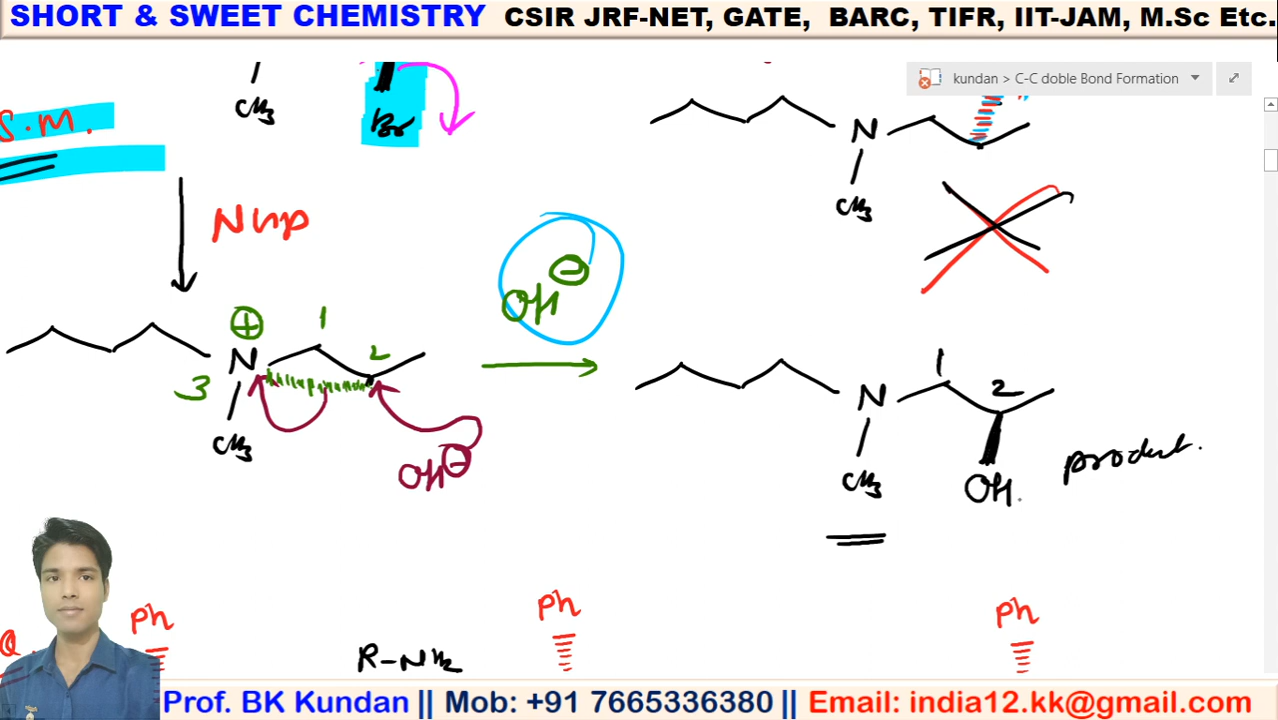 SHORT & SWEET CHEMISTRY CSIR JRF-NET, GATE, BARC, TIFR, IIT-JAM, M.Sc Etc.
kundan > C-C doble Bond Formation
CH3 Br
S.M.
N
CH3
NGP
OH ⊖
⊕ 1
N 2
3
CH3
OH ⊖
1
N 2
CH3 OH
product.
Ph Ph Ph
Q.
R-NH2
Prof. BK Kundan || Mob: +91 7665336380 || Email: india12.kk@gmail.com